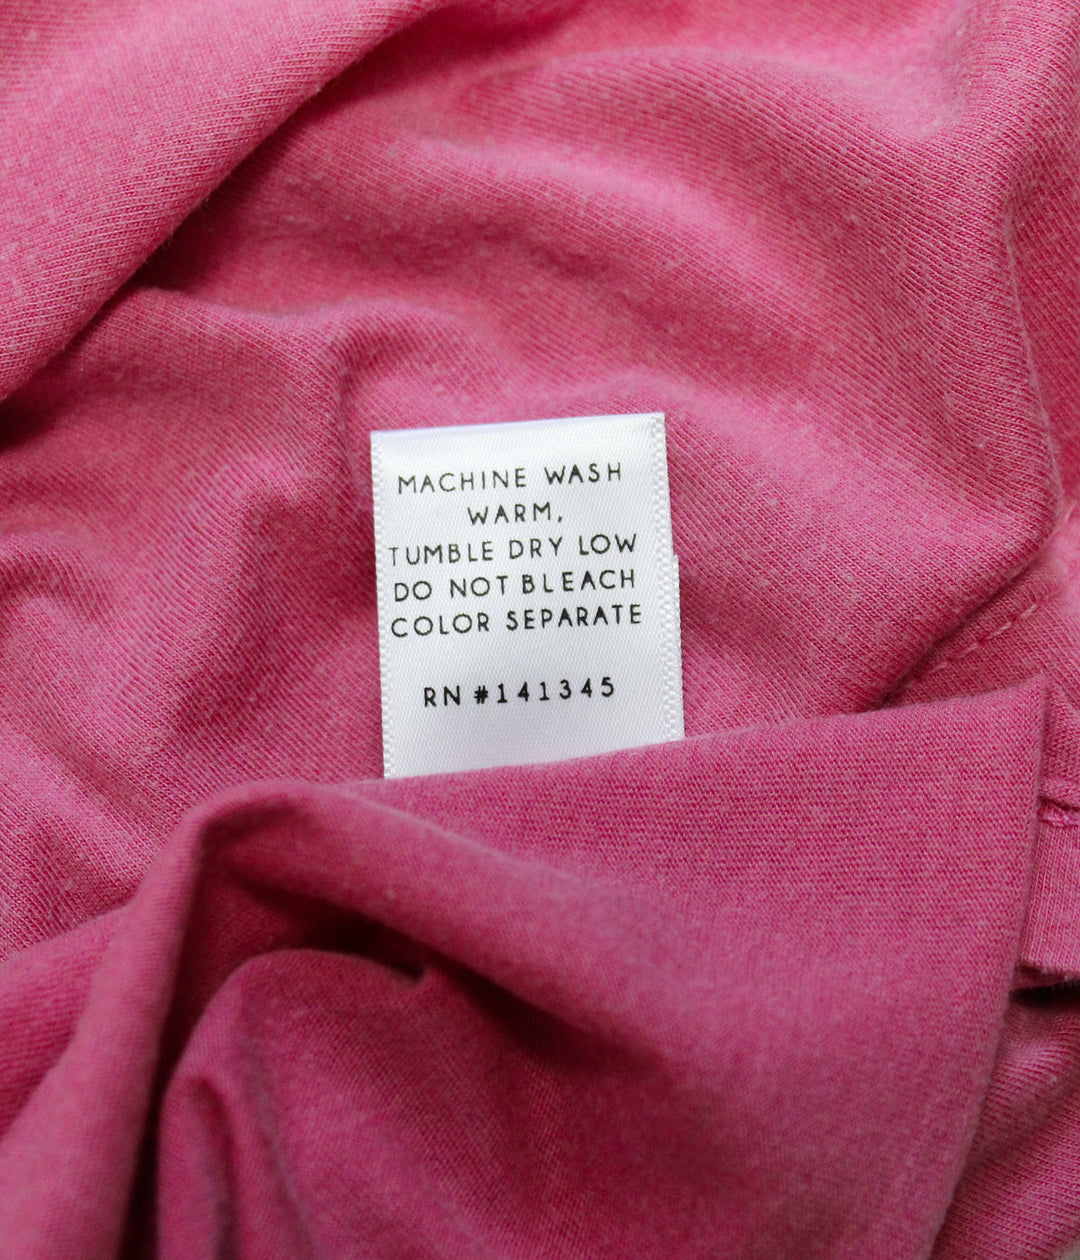 MACHINE WASH
WARM,
TUMBLE DRY LOW
DO NOT BLEACH
COLOR SEPARATE
RN #141345